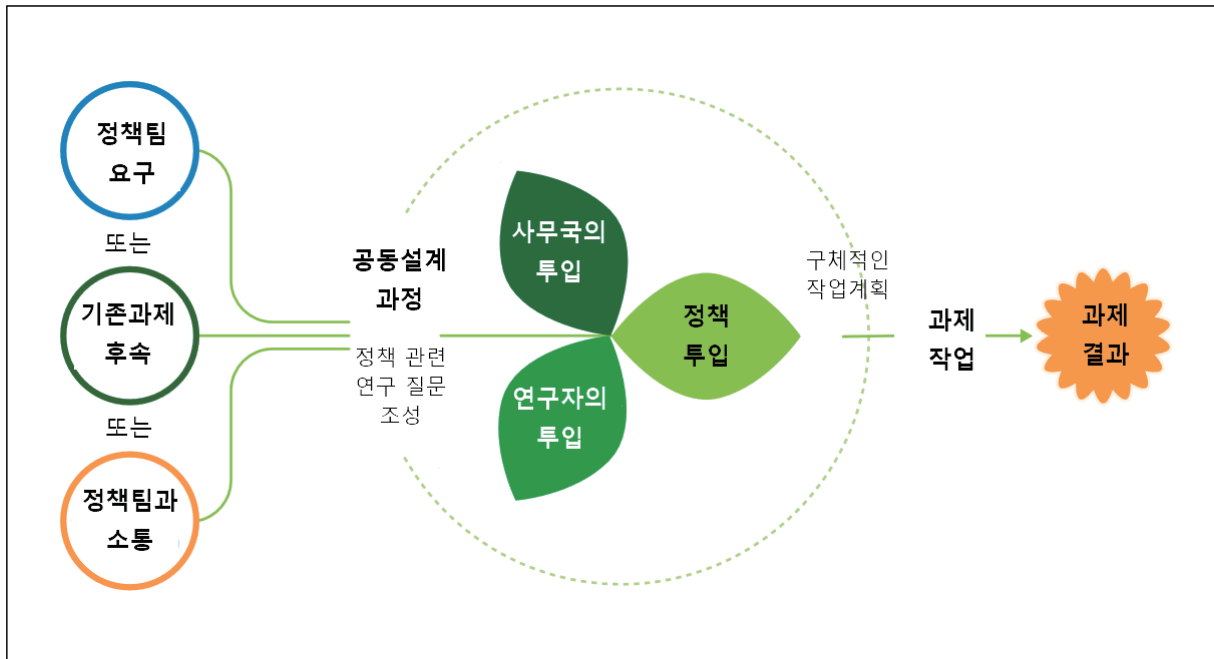 정책팀
요구
또는
기존과제
후속
또는
정책팀과
소통
공동설계
과정
정책 관련
연구 질문
조성
사무국의
투입
연구자의
투입
정책
투입
구체적인
작업계획
과제
작업
과제
결과